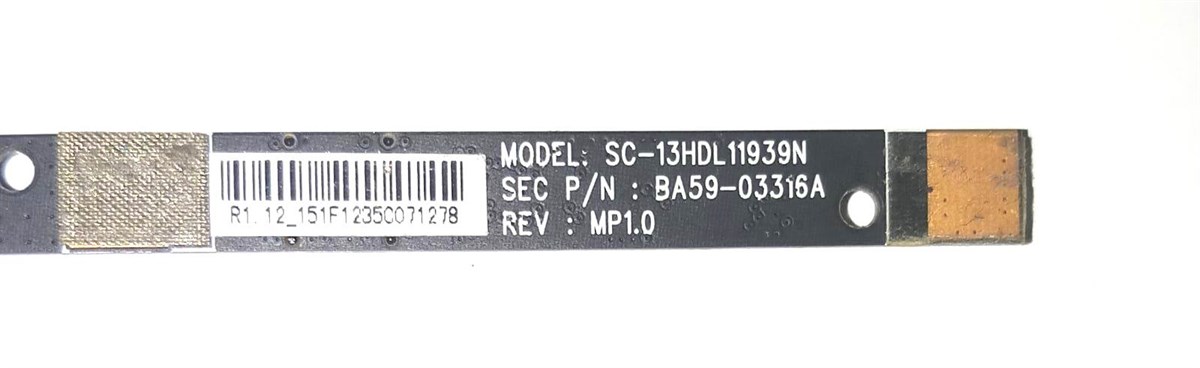 R1.12_151F1235C071278
MODEL: SC-13HDL11939N
SEC P/N : BA59-03316A
REV : MP1.0